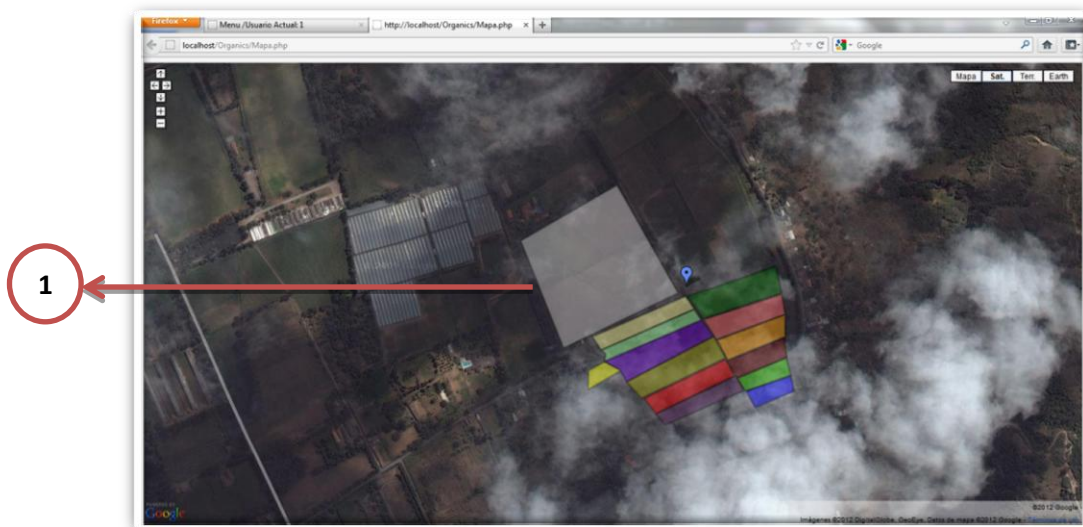 Firefox
Menu /Usuario Actual: 1
http://localhost/Organics/Mapa.php
localhost/Organics/Mapa.php
Google
Mapa
Sat.
Terr.
Earth
1
Google
©2012 Google
Imágenes ©2012 DigitalGlobe, GeoEye, Datos de mapa ©2012 Google -